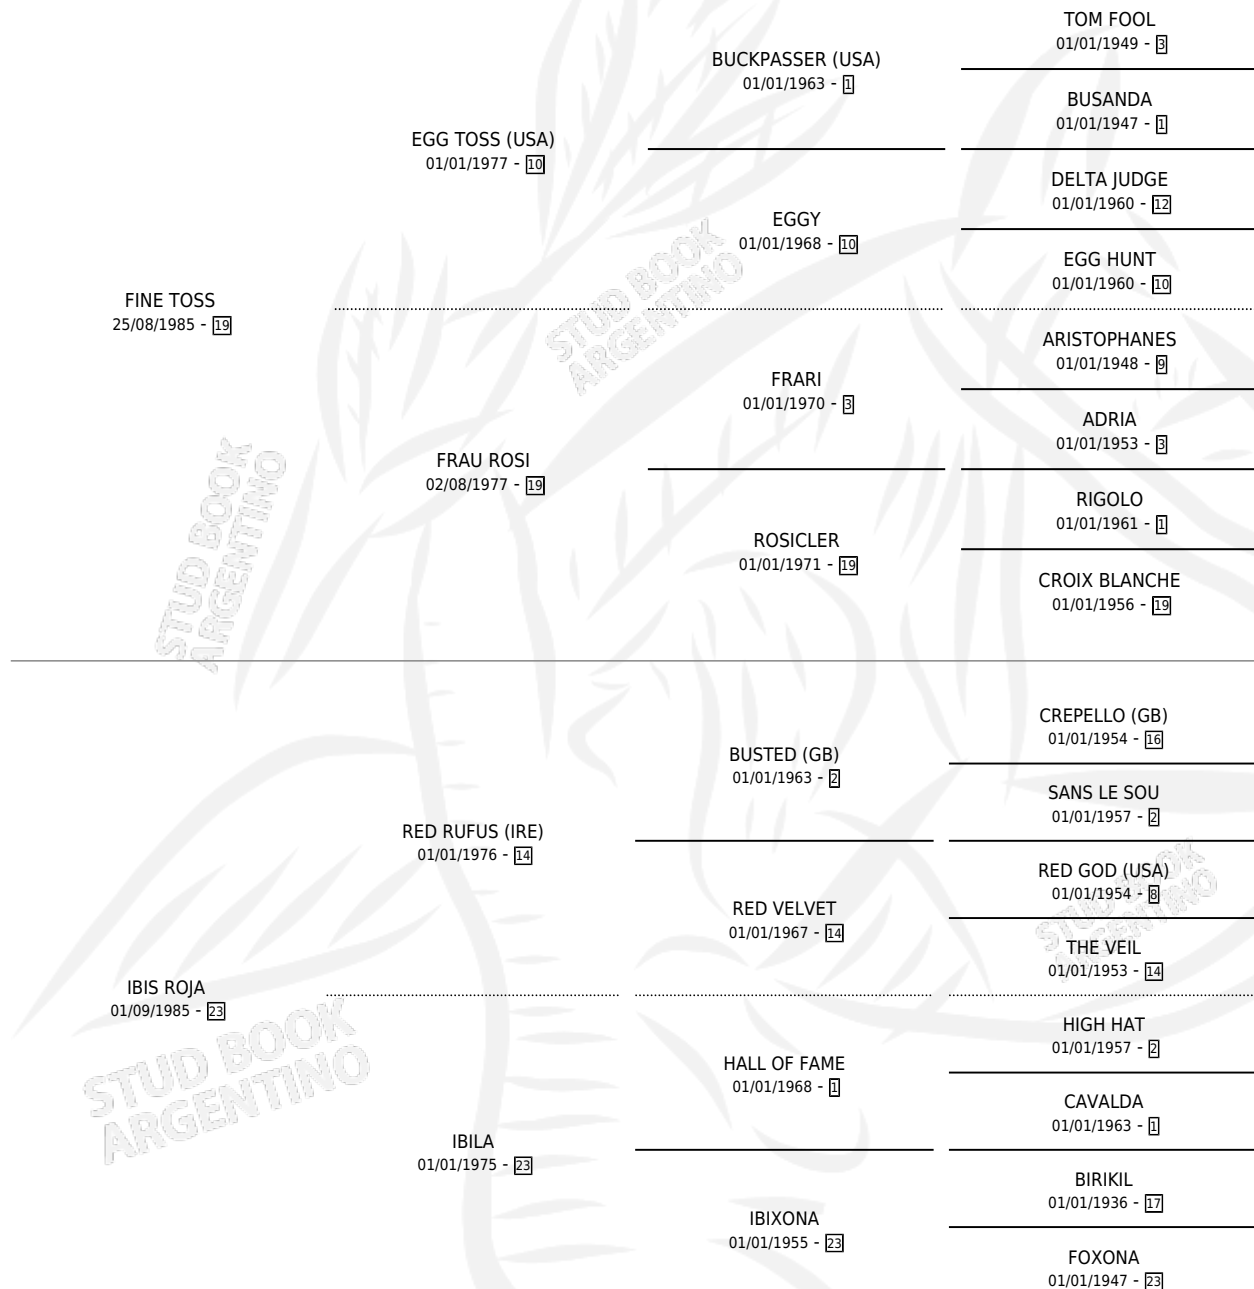 TOM FOOL
01/01/1949 - 3
BUCKPASSER (USA)
01/01/1963 - 1
BUSANDA
01/01/1947 - 1
EGG TOSS (USA)
01/01/1977 - 10
DELTA JUDGE
01/01/1960 - 12
EGGY
01/01/1968 - 10
EGG HUNT
01/01/1960 - 10
FINE TOSS
25/08/1985 - 19
ARISTOPHANES
01/01/1948 - 9
FRARI
01/01/1970 - 3
ADRIA
01/01/1953 - 3
FRAU ROSI
02/08/1977 - 19
RIGOLO
01/01/1961 - 1
ROSICLER
01/01/1971 - 19
CROIX BLANCHE
01/01/1956 - 19
CREPELLO (GB)
01/01/1954 - 16
BUSTED (GB)
01/01/1963 - 2
SANS LE SOU
01/01/1957 - 2
RED RUFUS (IRE)
01/01/1976 - 14
RED GOD (USA)
01/01/1954 - 8
RED VELVET
01/01/1967 - 14
THE VEIL
01/01/1953 - 14
IBIS ROJA
01/09/1985 - 23
HIGH HAT
01/01/1957 - 2
HALL OF FAME
01/01/1968 - 1
CAVALDA
01/01/1963 - 1
IBILA
01/01/1975 - 23
BIRIKIL
01/01/1936 - 17
IBIXONA
01/01/1955 - 23
FOXONA
01/01/1947 - 23
STUD BOOK
ARGENTINO
STUD BOOK
ARGENTINO
STUD BOOK
ARGENTINO
STUD BOOK
ARGENTINO